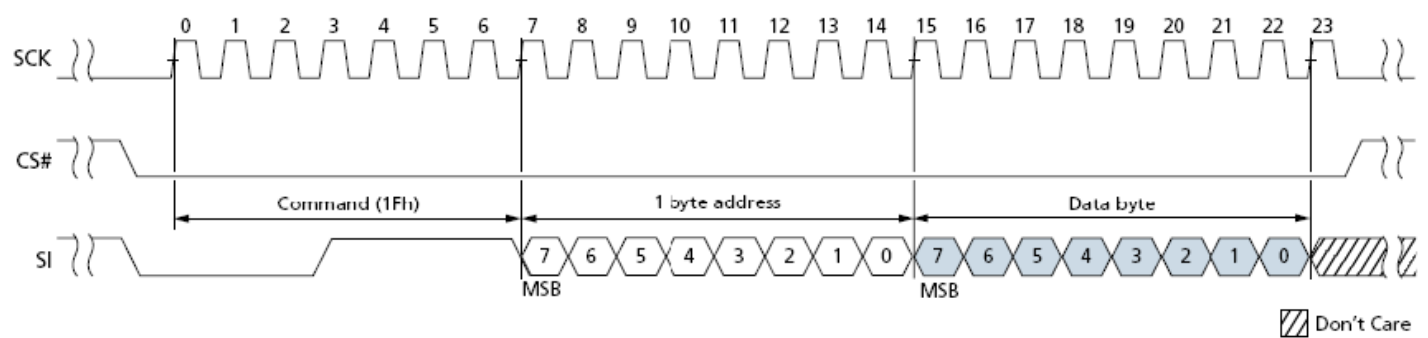 0 1 2 3 4 5 6 7 8 9 10 11 12 13 14 15 16 17 18 19 20 21 22 23
SCK
CS#
Command (1Fh) 1 byte address Data byte
SI 7 6 5 4 3 2 1 0 7 6 5 4 3 2 1 0
MSB MSB
Don't Care